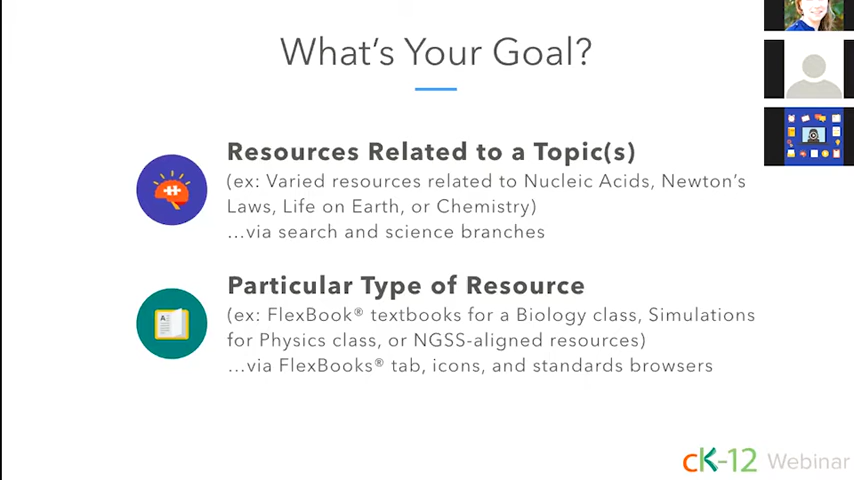 What's Your Goal?
Resources Related to a Topic(s)
(ex: Varied resources related to Nucleic Acids, Newton's
Laws, Life on Earth, or Chemistry)
...via search and science branches
Particular Type of Resource
(ex: FlexBook® textbooks for a Biology class, Simulations
for Physics class, or NGSS-aligned resources)
...via FlexBooks® tab, icons, and standards browsers
A
cK-12 Webinar